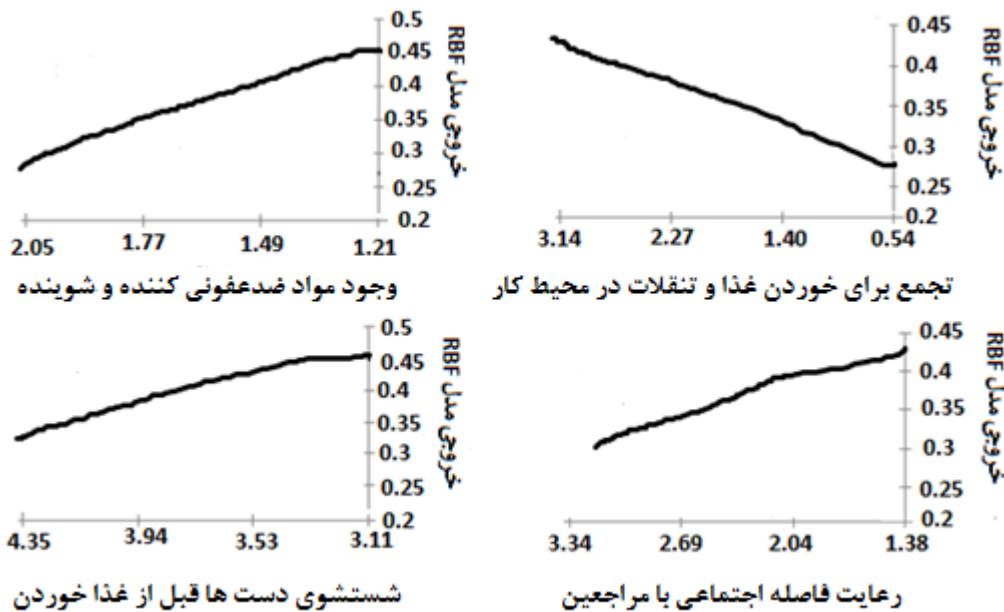 0.45
0.4
0.35
0.3
0.25
0.2
خروجی مدل RBF
3.14 2.27 1.40 0.54
تجمع برای خوردن غذا و تنقلات در محیط کار
0.5
0.45
0.4
0.35
0.3
0.25
0.2
خروجی مدل RBF
2.05 1.77 1.49 1.21
وجود مواد ضدعفونی کننده و شوینده
0.45
0.4
0.35
0.3
0.25
0.2
خروجی مدل RBF
3.34 2.69 2.04 1.38
رعایت فاصله اجتماعی با مراجعین
0.5
0.45
0.4
0.35
0.3
0.25
0.2
خروجی مدل RBF
4.35 3.94 3.53 3.11
شستشوی دست ها قبل از غذا خوردن